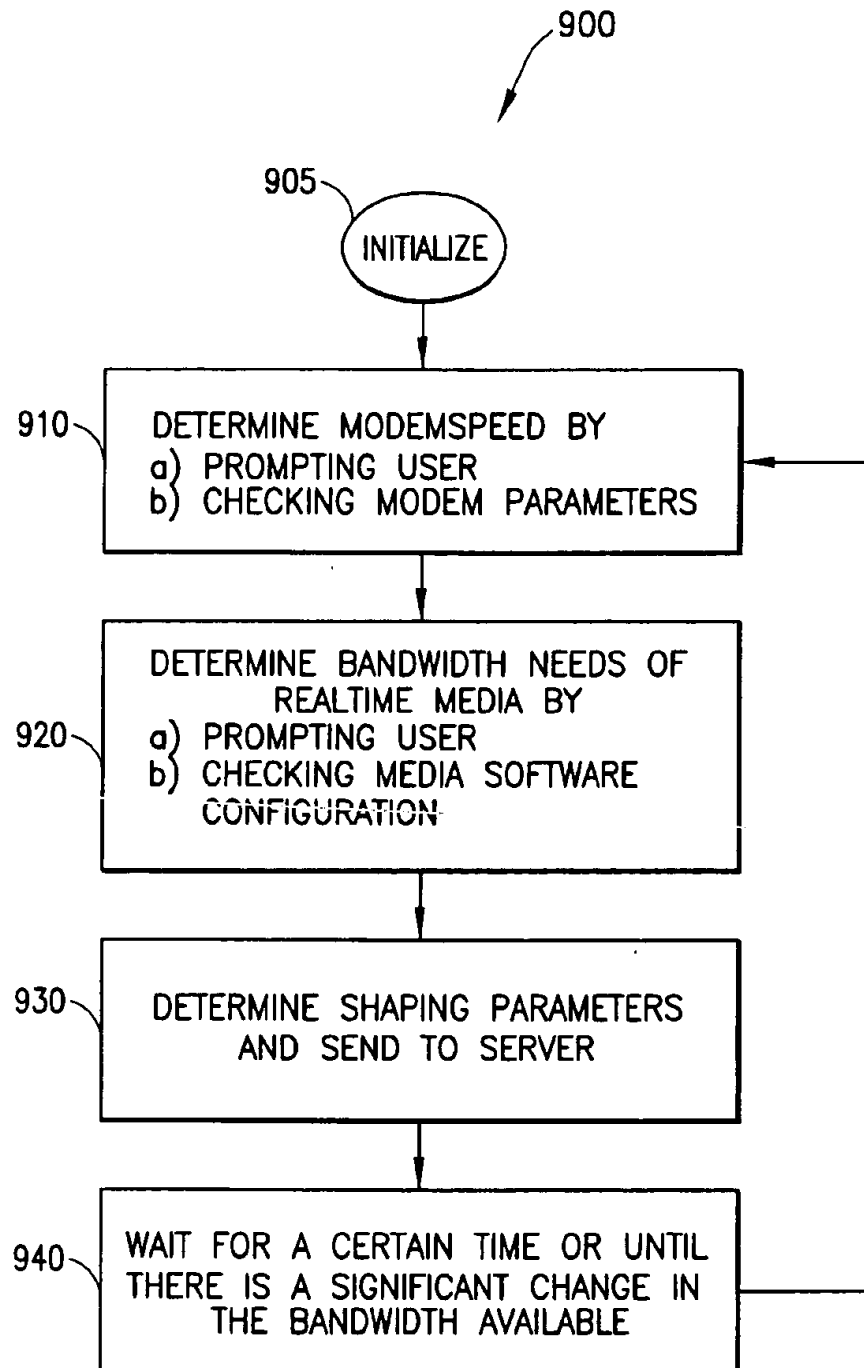 900
905
INITIALIZE
910
DETERMINE MODEMSPEED BY
a) PROMPTING USER
b) CHECKING MODEM PARAMETERS
920
DETERMINE BANDWIDTH NEEDS OF
REALTIME MEDIA BY
a) PROMPTING USER
b) CHECKING MEDIA SOFTWARE
CONFIGURATION
930
DETERMINE SHAPING PARAMETERS
AND SEND TO SERVER
940
WAIT FOR A CERTAIN TIME OR UNTIL
THERE IS A SIGNIFICANT CHANGE IN
THE BANDWIDTH AVAILABLE